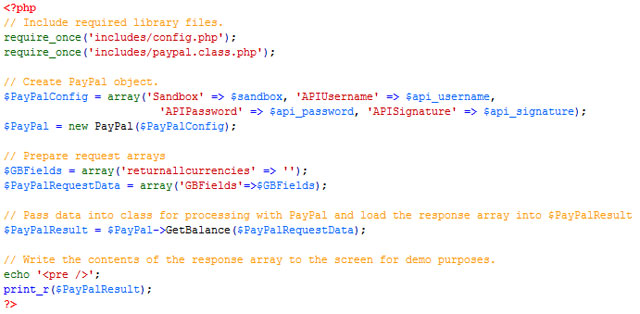 <?php
// Include required library files.
require_once('includes/config.php');
require_once('includes/paypal.class.php');
// Create PayPal object.
$PayPalConfig = array('Sandbox' => $sandbox, 'APIUsername' => $api_username,
'APIPassword' => $api_password, 'APISignature' => $api_signature);
$PayPal = new PayPal($PayPalConfig);
// Prepare request arrays
$GBFields = array('returnallcurrencies' => '');
$PayPalRequestData = array('GBFields'=>$GBFields);
// Pass data into class for processing with PayPal and load the response array into $PayPalResult
$PayPalResult = $PayPal->GetBalance($PayPalRequestData);
// Write the contents of the response array to the screen for demo purposes.
echo '<pre />';
print_r($PayPalResult);
?>